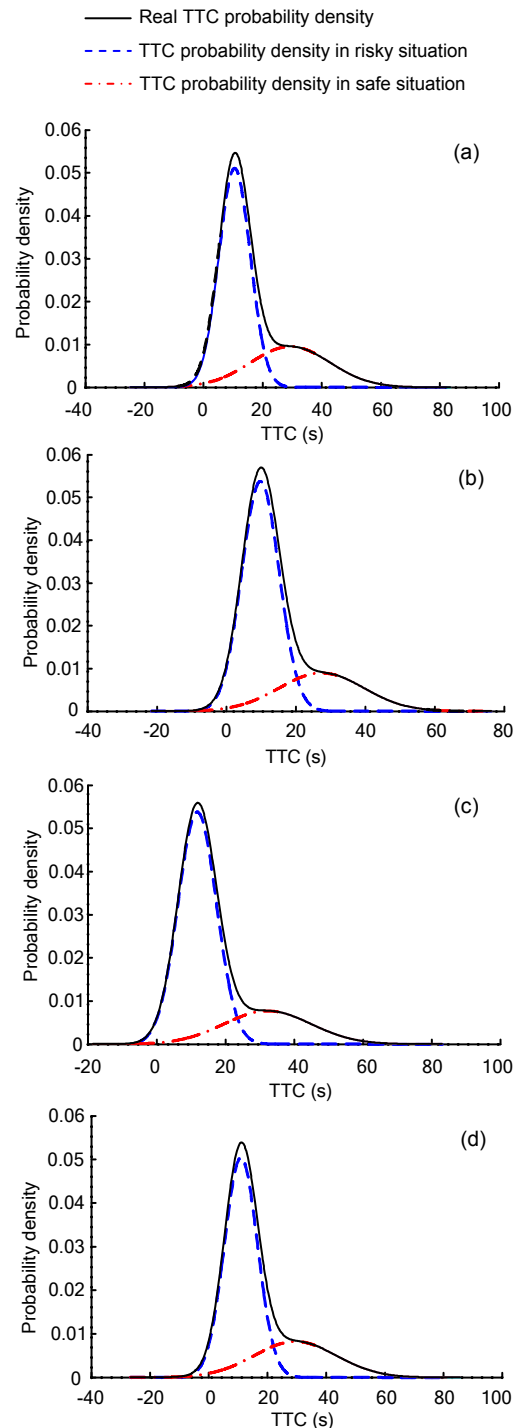 Real TTC probability density
TTC probability density in risky situation
TTC probability density in safe situation
(a)
Probability density
0.06
0.05
0.04
0.03
0.02
0.01
0
-40 -20 0 20 40 60 80 100
TTC (s)
(b)
Probability density
0.06
0.05
0.04
0.03
0.02
0.01
0
-40 -20 0 20 40 60 80
TTC (s)
(c)
Probability density
0.06
0.05
0.04
0.03
0.02
0.01
0
-20 0 20 40 60 80 100
TTC (s)
(d)
Probability density
0.06
0.05
0.04
0.03
0.02
0.01
0
-40 -20 0 20 40 60 80 100
TTC (s)